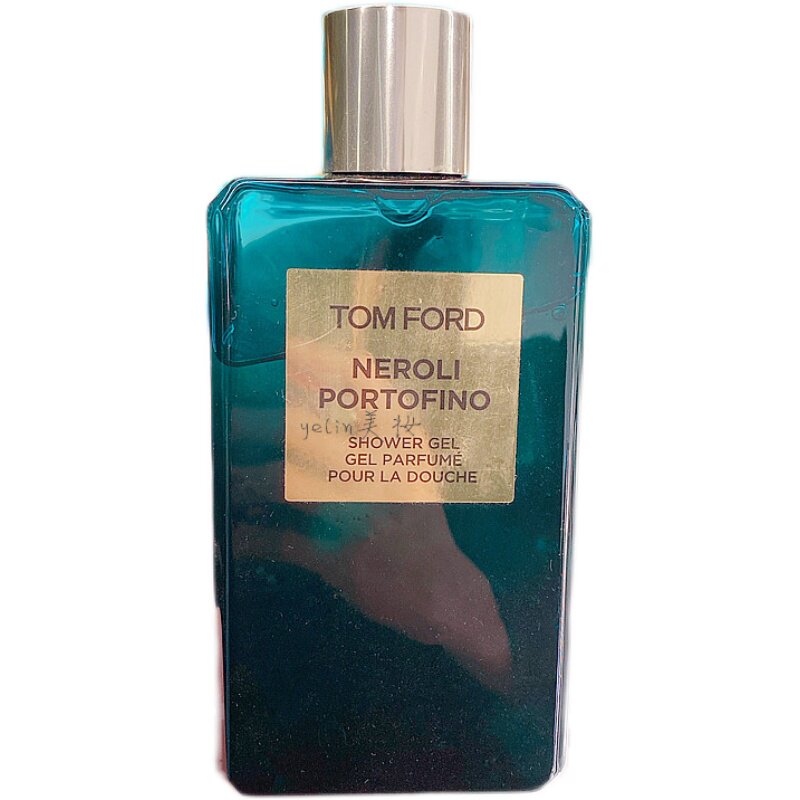 TOM FORD
NEROLI
PORTOFINO
yelin美妆
SHOWER GEL
GEL PARFUMÉ
POUR LA DOUCHE